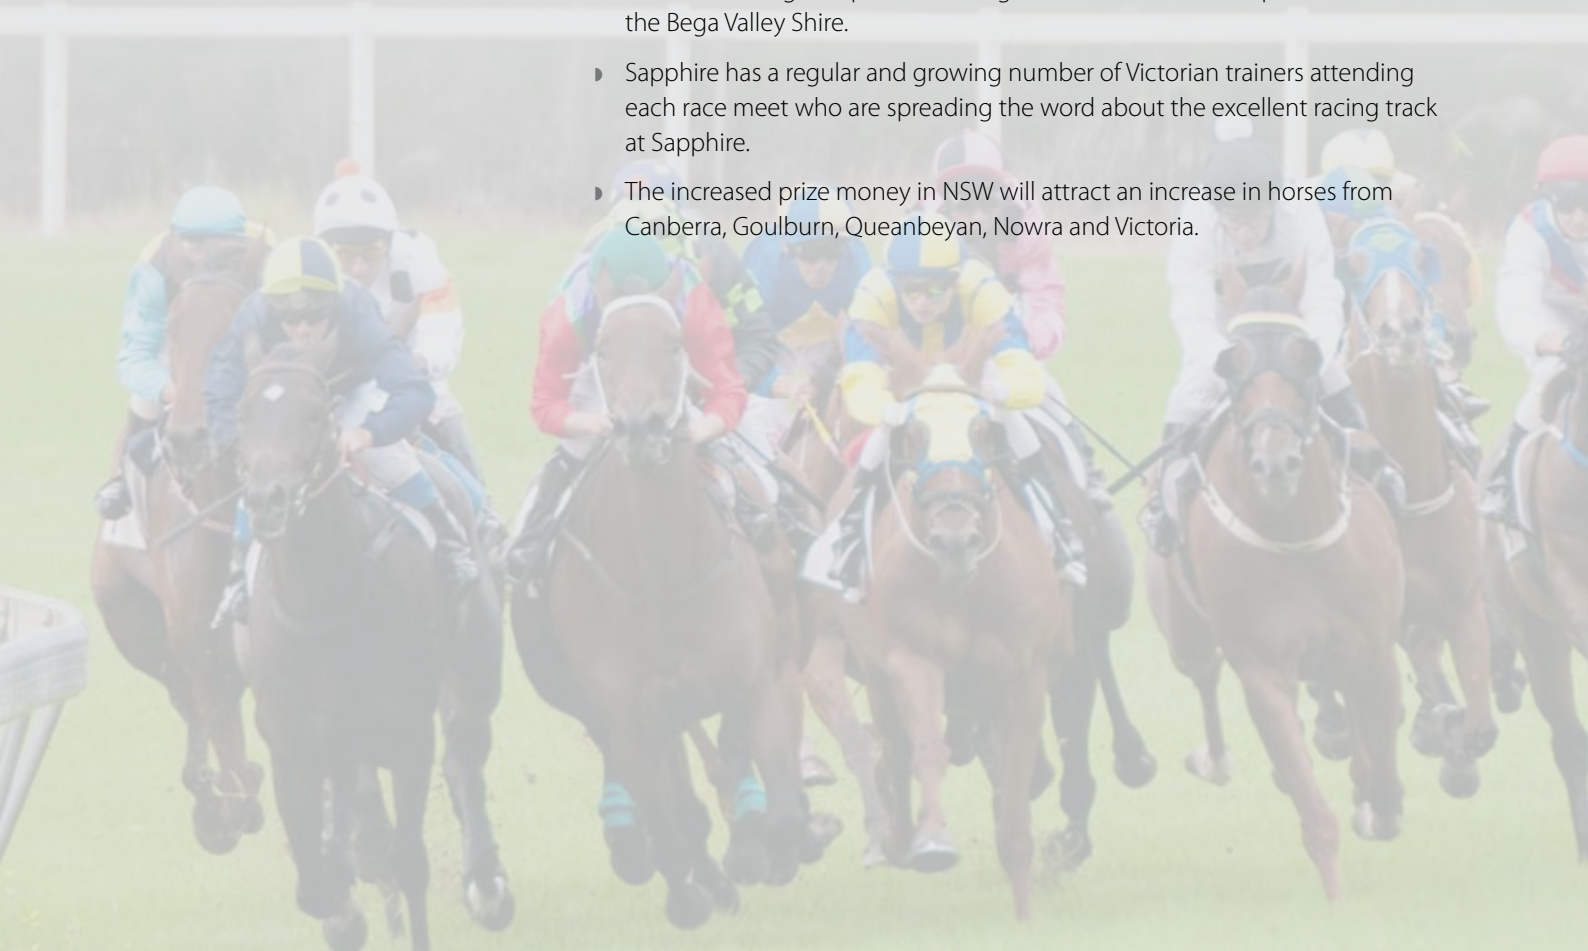 the Bega Valley Shire.
Sapphire has a regular and growing number of Victorian trainers attending
each race meet who are spreading the word about the excellent racing track
at Sapphire.
The increased prize money in NSW will attract an increase in horses from
Canberra, Goulburn, Queanbeyan, Nowra and Victoria.